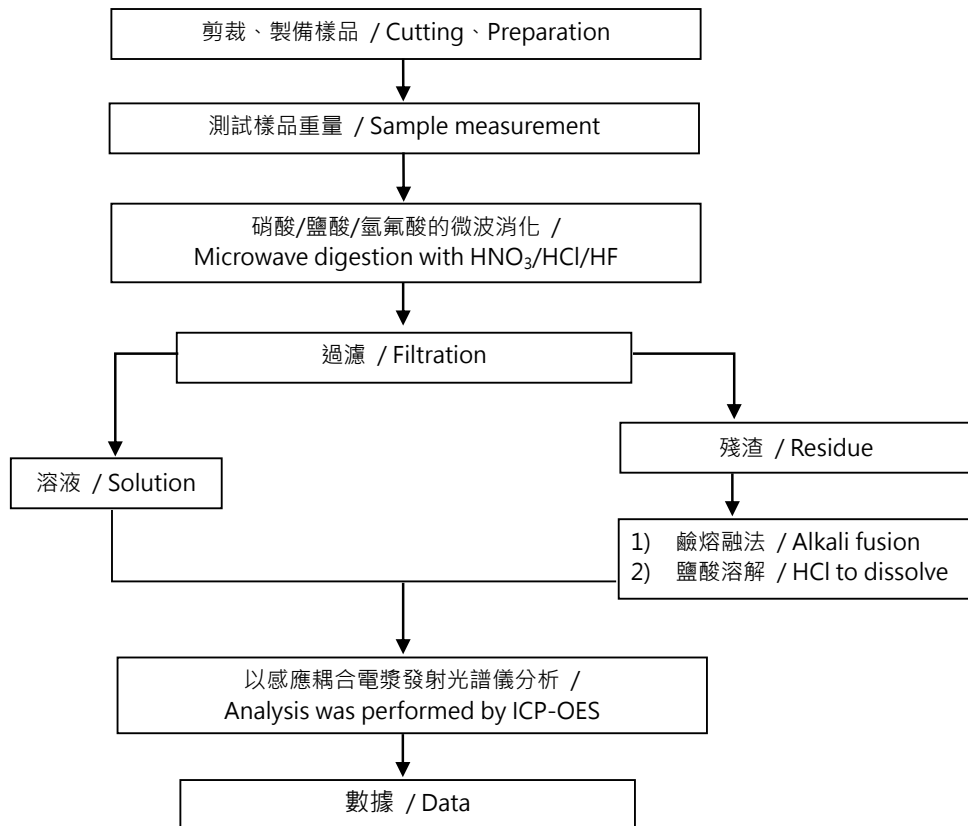 剪裁、製備樣品 / Cutting、Preparation
測試樣品重量 / Sample measurement
硝酸/鹽酸/氫氟酸的微波消化 /
Microwave digestion with HNO₃/HCl/HF
過濾 / Filtration
溶液 / Solution
殘渣 / Residue
1) 鹼熔融法 / Alkali fusion
2) 鹽酸溶解 / HCl to dissolve
以感應耦合電漿發射光譜儀分析 /
Analysis was performed by ICP-OES
數據 / Data